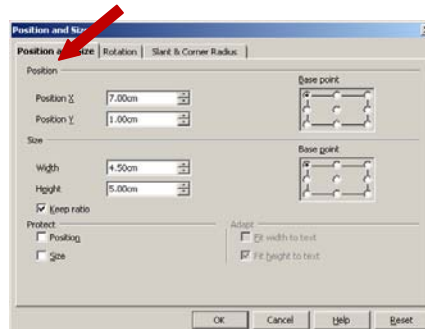 Position and Size
Position and Size Rotation Slant & Corner Radius
Position
Base point
Position X 7.00cm
Position Y 1.00cm
Size
Base point
Width 4.50cm
Height 5.00cm
Keep ratio
Protect Adapt
Position Fit width to text
Size Fit height to text
OK Cancel Help Reset